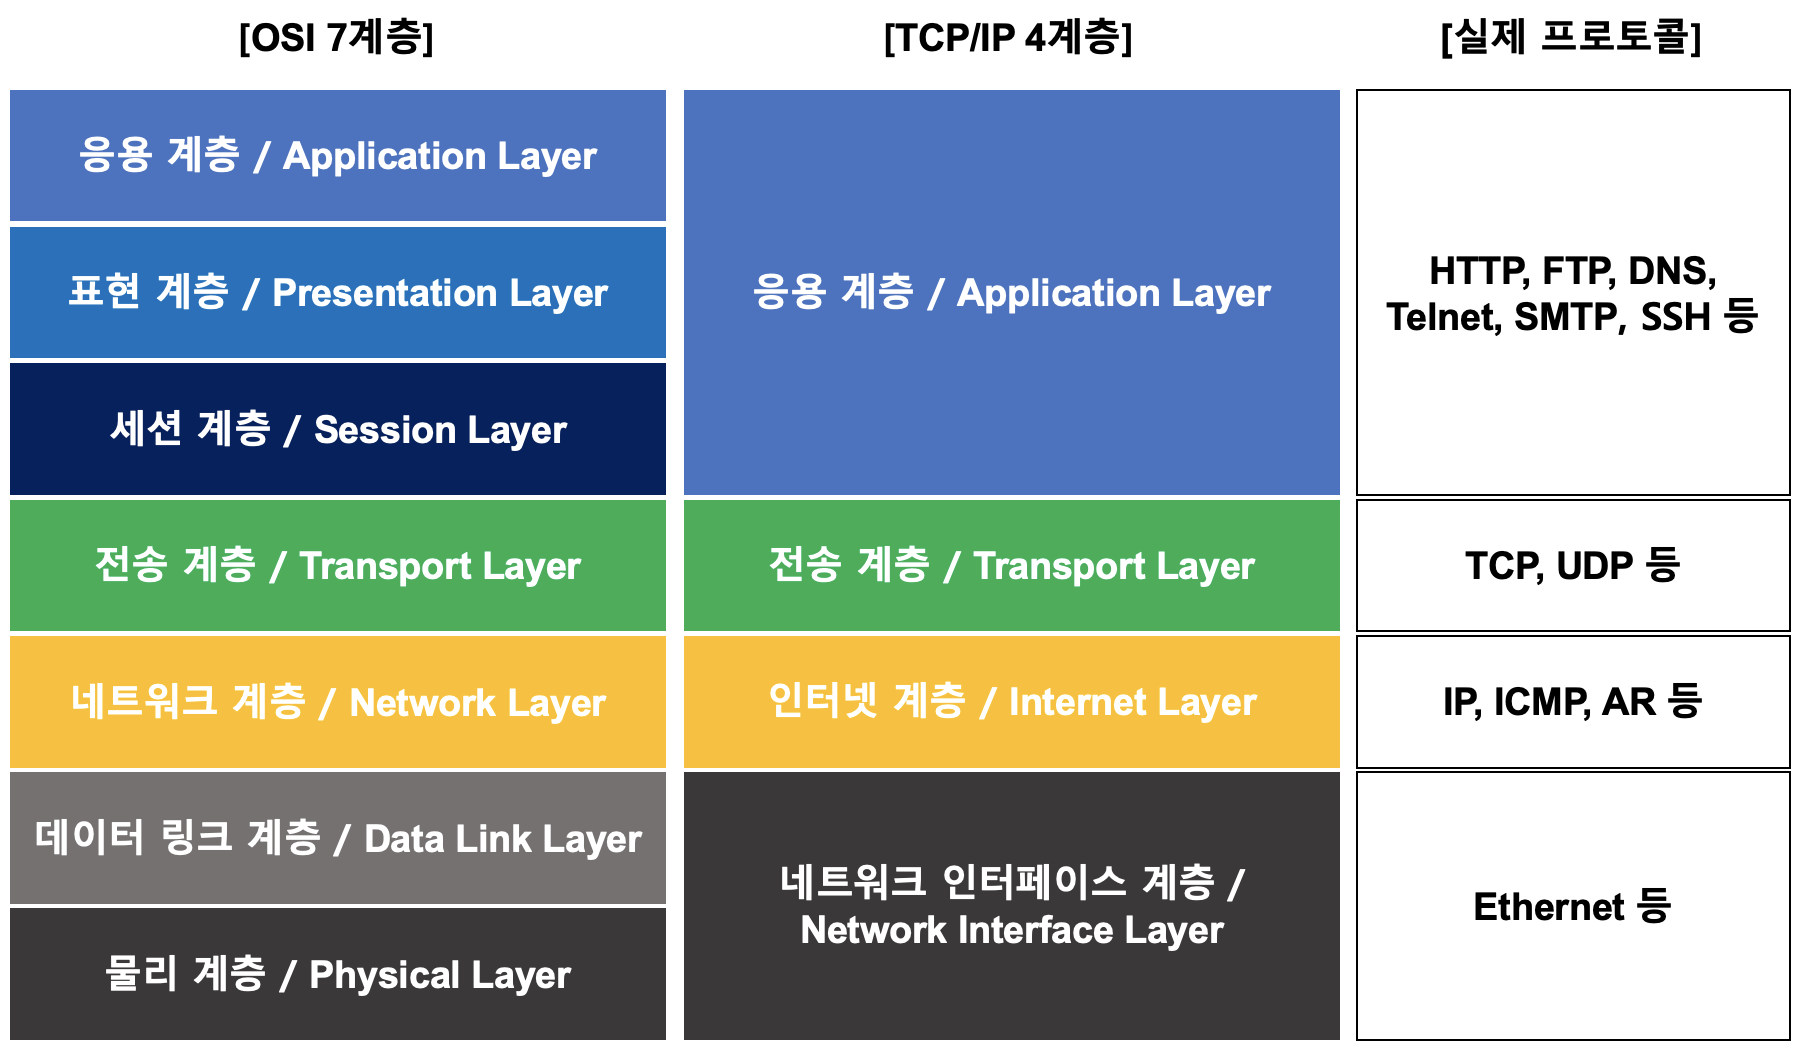 [OSI 7계층]
[TCP/IP 4계층]
[실제 프로토콜]
응용 계층 / Application Layer
표현 계층 / Presentation Layer
세션 계층 / Session Layer
전송 계층 / Transport Layer
네트워크 계층 / Network Layer
데이터 링크 계층 / Data Link Layer
물리 계층 / Physical Layer
응용 계층 / Application Layer
전송 계층 / Transport Layer
인터넷 계층 / Internet Layer
네트워크 인터페이스 계층 /
Network Interface Layer
HTTP, FTP, DNS,
Telnet, SMTP, SSH 등
TCP, UDP 등
IP, ICMP, AR 등
Ethernet 등